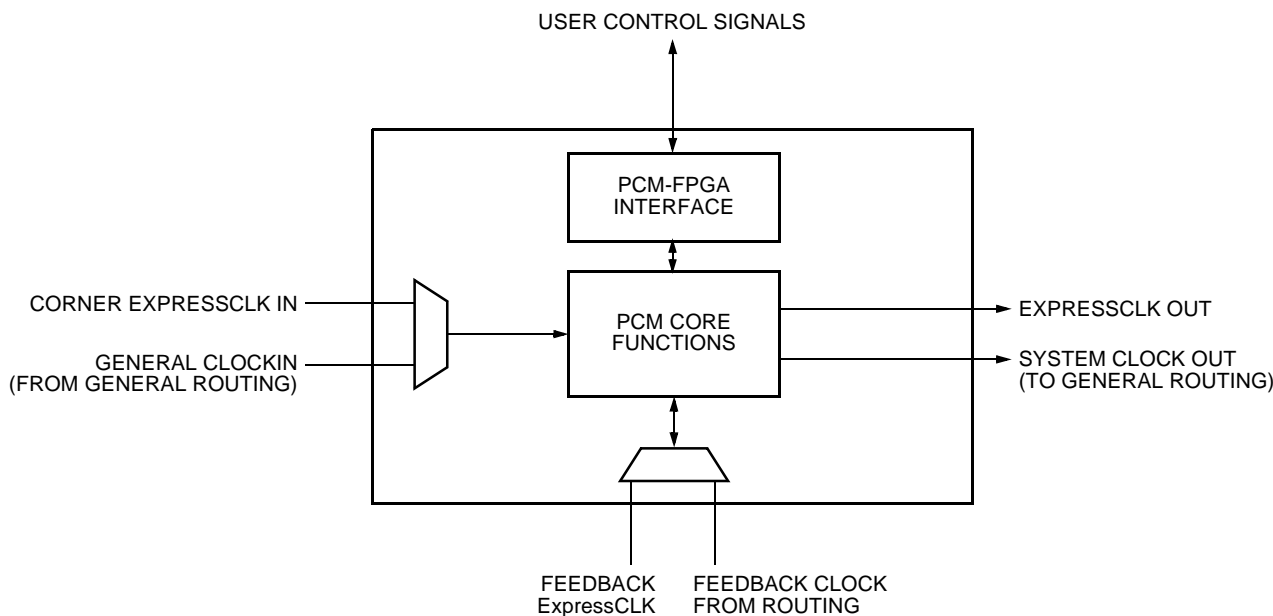 USER CONTROL SIGNALS
PCM-FPGA
INTERFACE
CORNER EXPRESSCLK IN
GENERAL CLOCKIN
(FROM GENERAL ROUTING)
PCM CORE
FUNCTIONS
EXPRESSCLK OUT
SYSTEM CLOCK OUT
(TO GENERAL ROUTING)
FEEDBACK
ExpressCLK
FEEDBACK CLOCK
FROM ROUTING